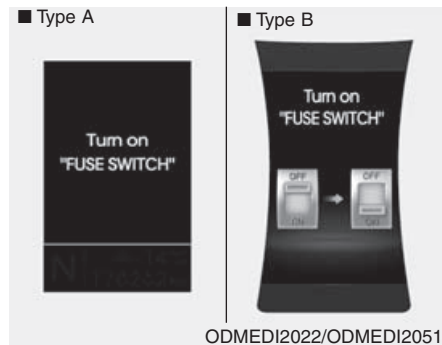 ■ Type A
Turn on
"FUSE SWITCH"
N
■ Type B
Turn on
"FUSE SWITCH"
OFF OFF
ON ON
ODMEDI2022/ODMEDI2051